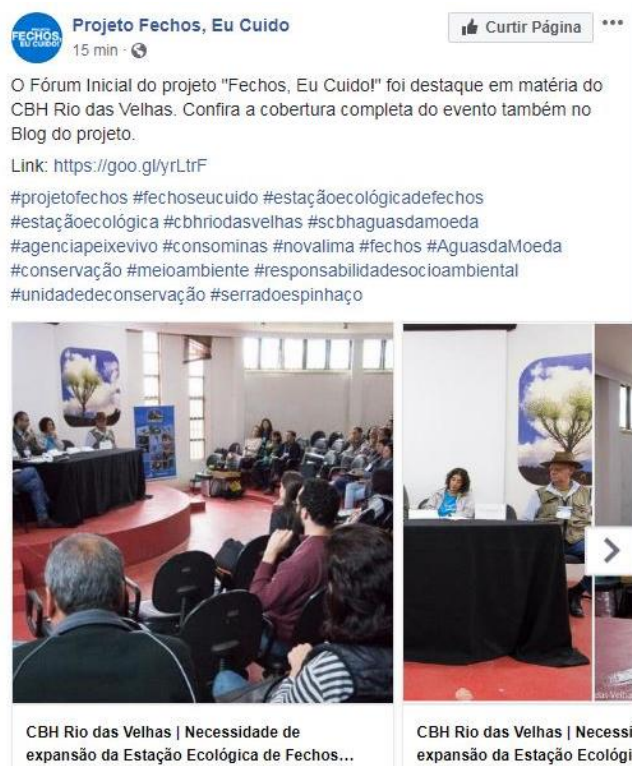 Projeto Fechos, Eu Cuido
15 min ·
Curtir Página
FECHOS,
EU CUIDO!
O Fórum Inicial do projeto "Fechos, Eu Cuido!" foi destaque em matéria do
CBH Rio das Velhas. Confira a cobertura completa do evento também no
Blog do projeto.
Link: https://goo.gl/yrLtrF
#projetofechos #fechoseucuido #estaçãoecológicadefechos
#estaçãoecológica #cbhriodasvelhas #scbhaguasdamoeda
#agenciapeixevivo #consominas #novalima #fechos #AguasdaMoeda
#conservação #meioambiente #responsabilidadesocioambiental
#unidadedeconservação #serradoespinhaço
CBH Rio das Velhas | Necessidade de
expansão da Estação Ecológica de Fechos...
CBH Rio das Velhas | Necessi
expansão da Estação Ecológi